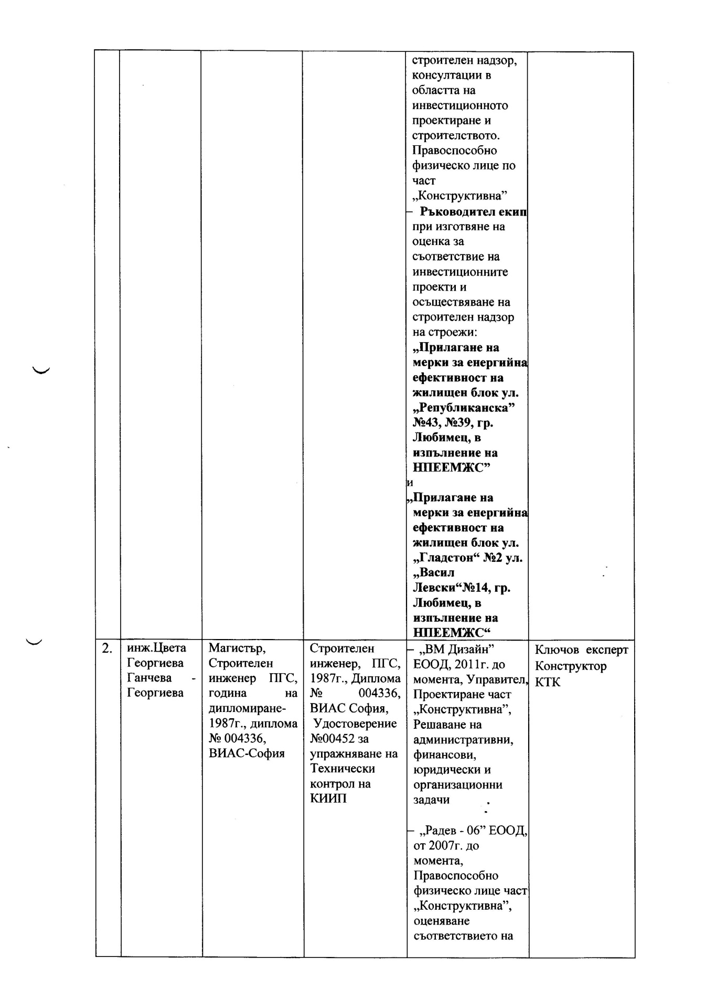 строителен надзор,
консултации в
областта на
инвестиционното
проектиране и
строителството.
Правоспособно
физическо лице по
част
„Конструктивна”
– Ръководител екип
при изготвяне на
оценка за
съответствие на
инвестиционните
проекти и
осъществяване на
строителен надзор
на строежи:
„Прилагане на
мерки за енергийна
ефективност на
жилищен блок ул.
„Републиканска”
№43, №39, гр.
Любимец, в
изпълнение на
НПЕЕМЖС”
и
„Прилагане на
мерки за енергийна
ефективност на
жилищен блок ул.
„Гладстон“ №2 ул.
„Васил
Левски“№14, гр.
Любимец, в
изпълнение на
НПЕЕМЖС“
2.
инж.Цвета
Георгиева
Ганчева -
Георгиева
Магистър,
Строителен
инженер ПГС,
година на
дипломиране-
1987г., диплома
№ 004336,
ВИАС-София
Строителен
инженер, ПГС,
1987г., Диплома
№ 004336,
ВИАС София,
Удостоверение
№00452 за
упражняване на
Технически
контрол на
КИИП
– „ВМ Дизайн”
ЕООД, 2011г. до
момента, Управител,
Проектиране част
„Конструктивна”,
Решаване на
административни,
финансови,
юридически и
организационни
задачи
– „Радев - 06” ЕООД,
от 2007г. до
момента,
Правоспособно
физическо лице част
„Конструктивна”,
оценяване
съответствието на
Ключов експерт
Конструктор
КТК